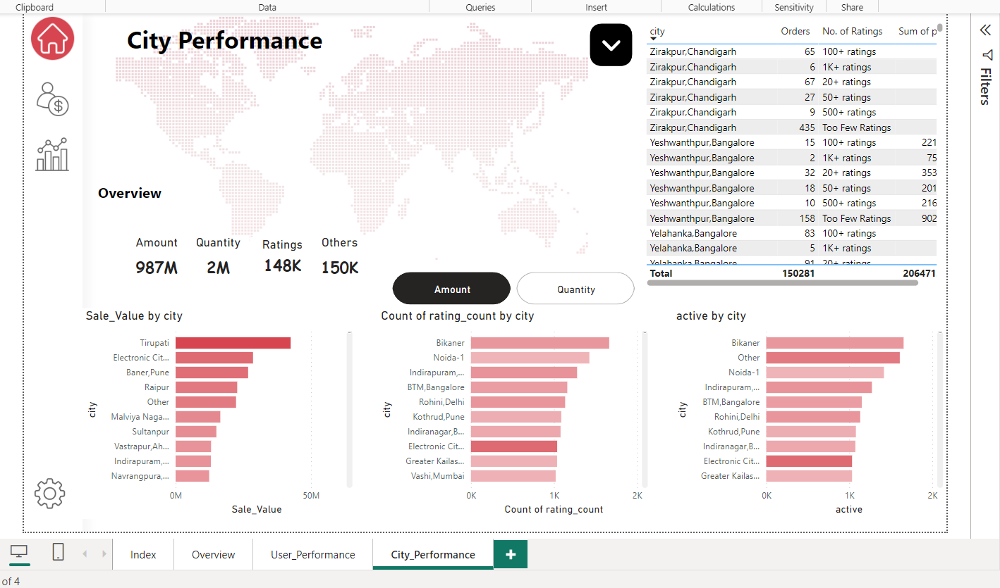 Clipboard Data Queries Insert Calculations Sensitivity Share
City Performance
city Orders No. of Ratings Sum of p
Zirakpur,Chandigarh 65 100+ ratings
Zirakpur,Chandigarh 6 1K+ ratings
Zirakpur,Chandigarh 67 20+ ratings
Zirakpur,Chandigarh 27 50+ ratings
Zirakpur,Chandigarh 9 500+ ratings
Zirakpur,Chandigarh 435 Too Few Ratings
Yeshwanthpur,Bangalore 15 100+ ratings 221
Yeshwanthpur,Bangalore 2 1K+ ratings 75
Yeshwanthpur,Bangalore 32 20+ ratings 353
Yeshwanthpur,Bangalore 18 50+ ratings 201
Yeshwanthpur,Bangalore 10 500+ ratings 216
Yeshwanthpur,Bangalore 158 Too Few Ratings 902
Yelahanka,Bangalore 83 100+ ratings
Yelahanka,Bangalore 5 1K+ ratings
Yelahanka,Bangalore 91 20+ ratings
Total 150281 206471
Filters
Overview
Amount Quantity Ratings Others
987M 2M 148K 150K
Amount Quantity
Sale_Value by city
Tirupati
Electronic Cit...
Baner,Pune
Raipur
Other
Malviya Naga...
Sultanpur
Vastrapur,Ah...
Indirapuram,...
Navrangpura,...
city
0M 50M
Sale_Value
Count of rating_count by city
Bikaner
Noida-1
Indirapuram,...
BTM,Bangalore
Rohini,Delhi
Kothrud,Pune
Indiranagar,B...
Electronic Cit...
Greater Kailas...
Vashi,Mumbai
city
0K 1K 2K
Count of rating_count
active by city
Bikaner
Other
Noida-1
Indirapuram,...
BTM,Bangalore
Rohini,Delhi
Kothrud,Pune
Indiranagar,B...
Electronic Cit...
Greater Kailas...
city
0K 1K 2K
active
Index Overview User_Performance City_Performance +
of 4